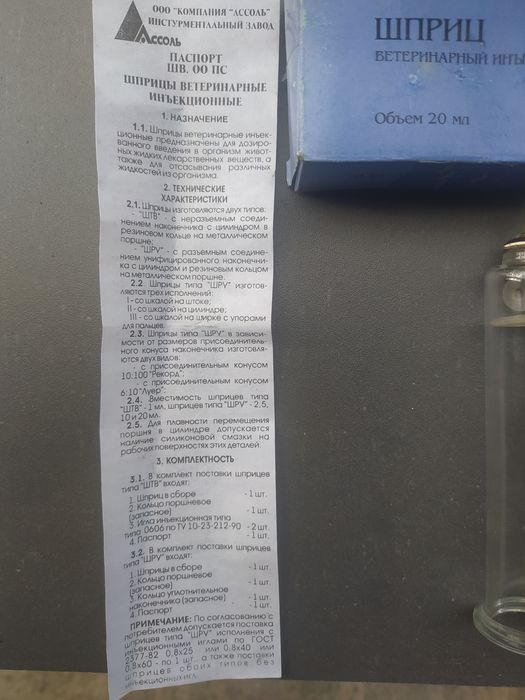 ООО "КОМПАНИЯ "АССОЛЬ"
ИНСТУРМЕНТАЛЬНЫЙ ЗАВОД
АССОЛЬ
ПАСПОРТ
ШВ. ОО ПС
ШПРИЦЫ ВЕТЕРИНАРНЫЕ
ИНЪЕКЦИОННЫЕ
1. НАЗНАЧЕНИЕ
1.1. Шприцы ветеринарные инъек-
ционные предназначены для дозиро-
ванного введения в организм живот-
ных жидких лекарственных веществ, а
также для отсасывания различных
жидкостей из организма.
2. ТЕХНИЧЕСКИЕ
ХАРАКТЕРИСТИКИ
2.1. Шприцы изготовляются двух типов:
- "ШТВ" - с неразъемным соеди-
нением наконечника с цилиндром и
резиновом кольце на металлическом
поршне;
- "ШРУ" - с разъемным соедине-
нием унифицированного наконечни-
ка с цилиндром и резиновым кольцом
на металлическом поршне.
2.2. Шприцы типа "ШРУ" изготов-
ляются трех исполнений:
I - со шкалой на штоке;
II - со шкалой на цилиндре;
III - со шкалой на ширке с упорами
для пальцев.
2.3. Шприцы типа "ШРУ" в зависи-
мости от размеров присоединитель-
ного конуса наконечника изготовля-
ются двух видов:
- с присоединительным конусом
10:100 "Рекорд";
- с присоединительным конусом
6:10 "Луер".
2.4. Вместимость шприцев типа
"ШТВ" - 1 мл, шприцев типа "ШРУ" - 2,5,
10 и 20 мл.
2.5. Для плавности перемещения
поршня в цилиндре допускается
наличие силиконовой смазки на
рабочих поверхностях этих деталей.
3. КОМПЛЕКТНОСТЬ
3.1. В комплект поставки шприцев
типа "ШТВ" входят:
1. Шприц в сборе - 1 шт.
2. Кольцо поршневое
(запасное) - 1 шт.
3. Игла инъекционная типа
типа 0606 по ТУ 10-23-212-90 - 2 шт.
4. Паспорт - 1 шт.
3.2. В комплект поставки шприцев
типа "ШРУ" входят:
1. Шприцы в сборе - 1 шт.
2. Кольцо поршневое
(запасное) - 1 шт.
3. Кольцо уплотнительное
наконечника (запасное) - 1 шт.
4. Паспорт - 1 шт.
ПРИМЕЧАНИЕ: По согласованию с
потребителем допускается поставка
шприцев типа "ШРУ" исполнения с
инъекционными иглами по ГОСТ
2377-82 0,8х25 или 0,8х40 или
0,8х60 - по 1 шт., а также поставки
шприцев обоих типов без
инъекционных игл.
ШПРИЦ
ВЕТЕРИНАРНЫЙ ИНЪ
Объем 20 мл